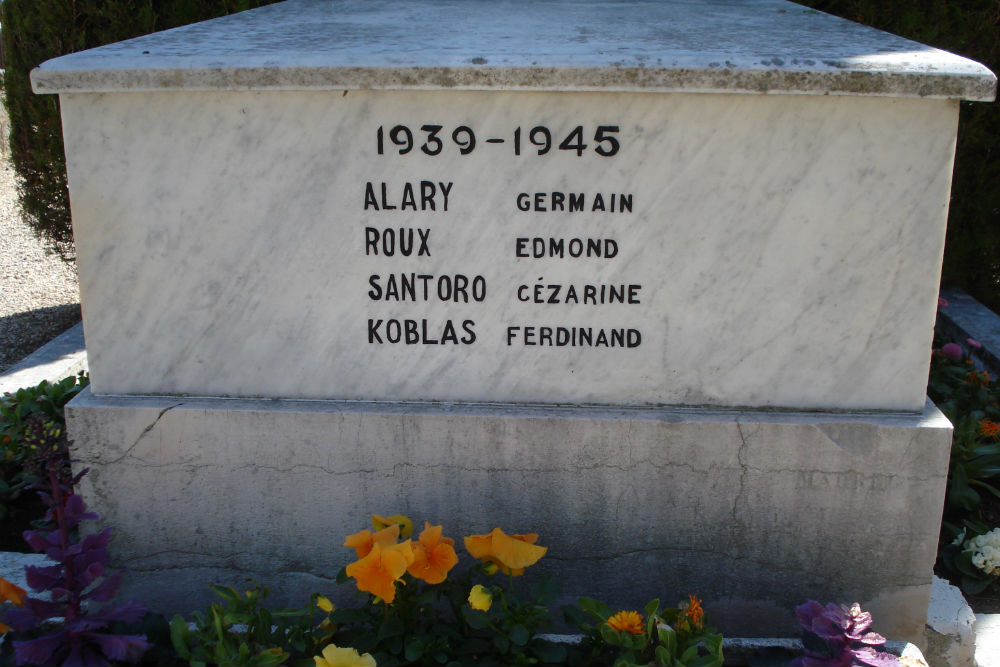 1939-1945
ALARY GERMAIN
ROUX EDMOND
SANTORO CÉZARINE
KOBLAS FERDINAND